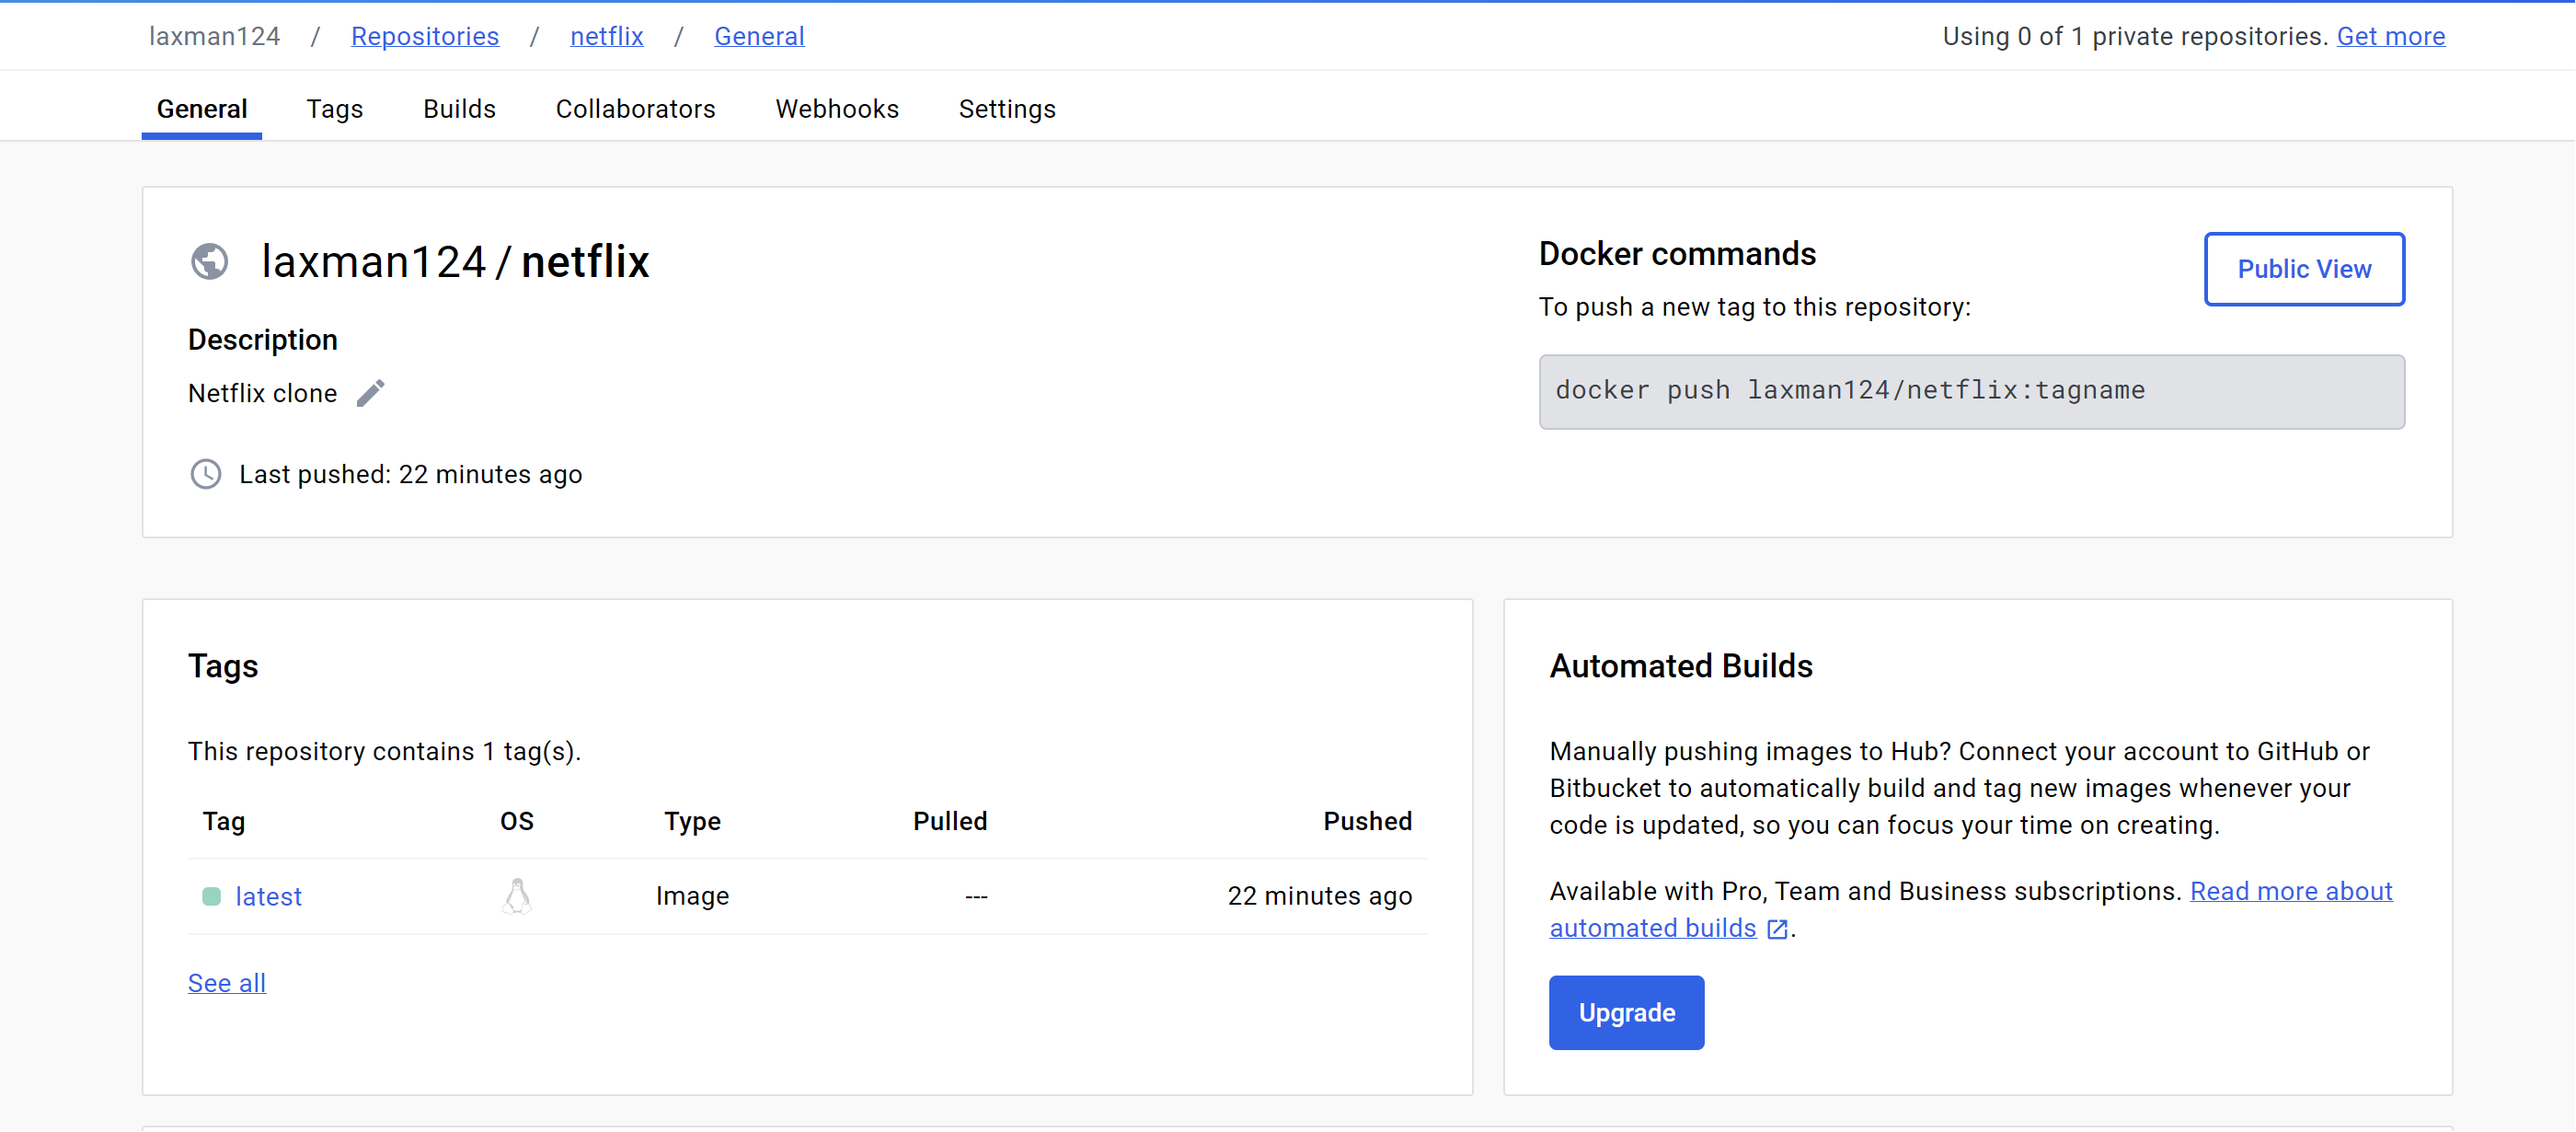 laxman124 / Repositories / netflix / General
Using 0 of 1 private repositories. Get more
General Tags Builds Collaborators Webhooks Settings
laxman124 / netflix
Description
Netflix clone
Last pushed: 22 minutes ago
Docker commands
To push a new tag to this repository:
Public View
docker push laxman124/netflix:tagname
Tags
This repository contains 1 tag(s).
Tag OS Type Pulled Pushed
latest Image --- 22 minutes ago
See all
Automated Builds
Manually pushing images to Hub? Connect your account to GitHub or
Bitbucket to automatically build and tag new images whenever your
code is updated, so you can focus your time on creating.
Available with Pro, Team and Business subscriptions. Read more about
automated builds .
Upgrade